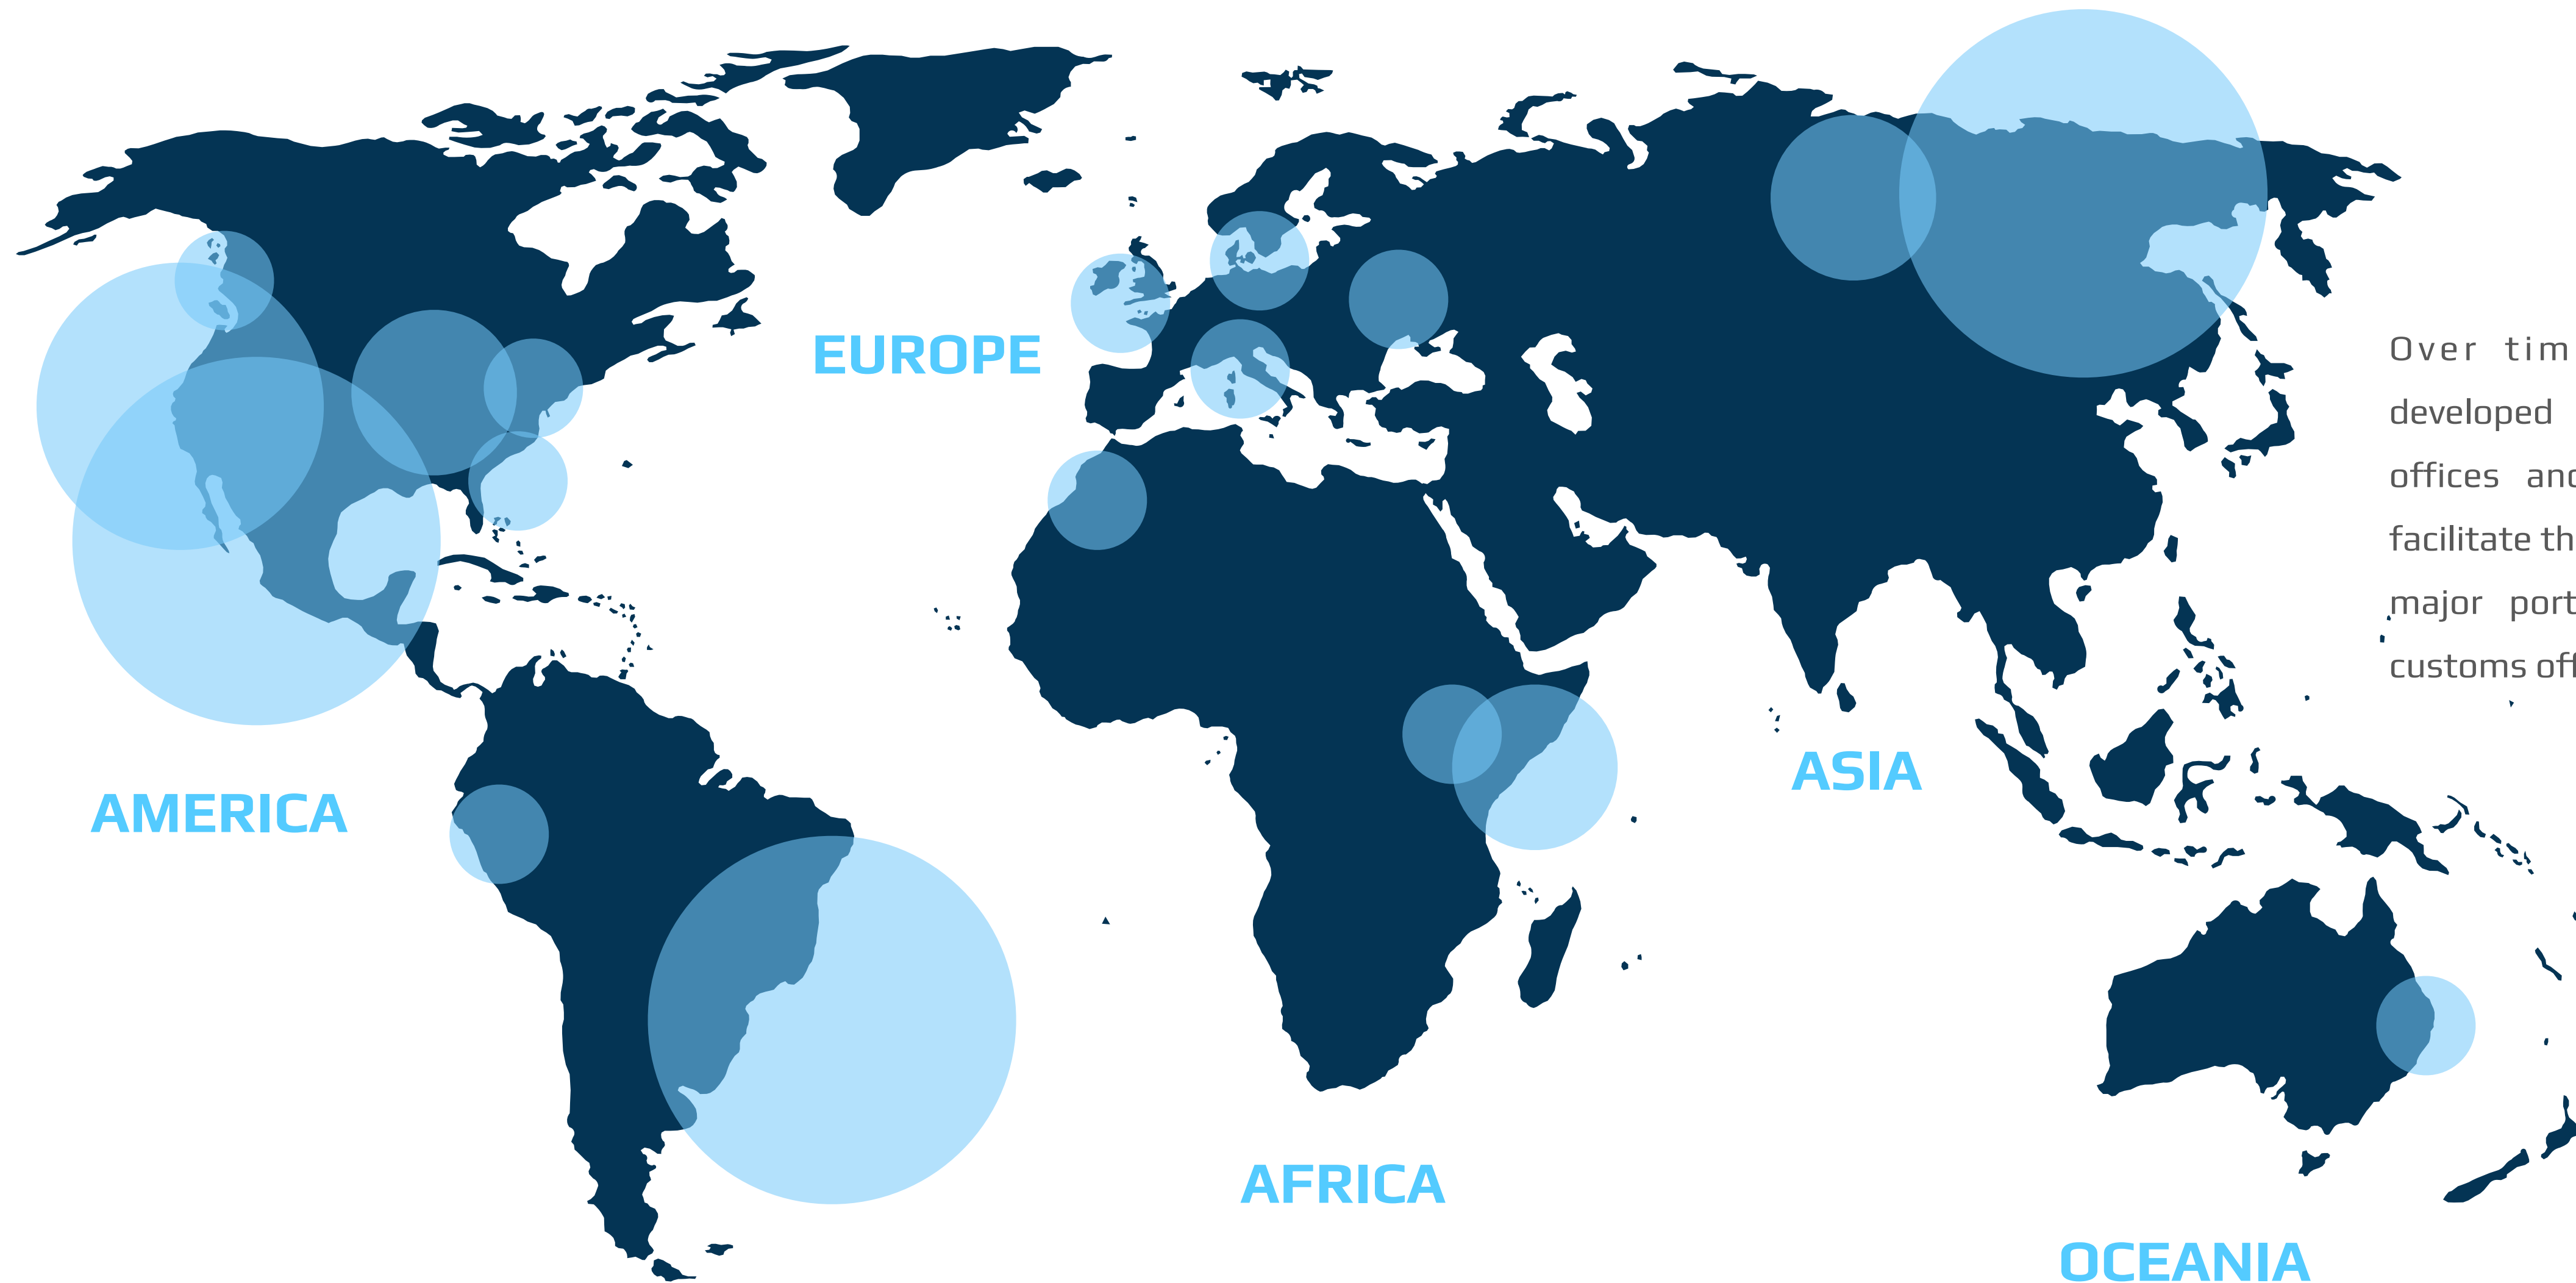 EUROPE
Over tim
developed
offices and
facilitate th
major port
customs off
ASIA
AMERICA
AFRICA
OCEANIA